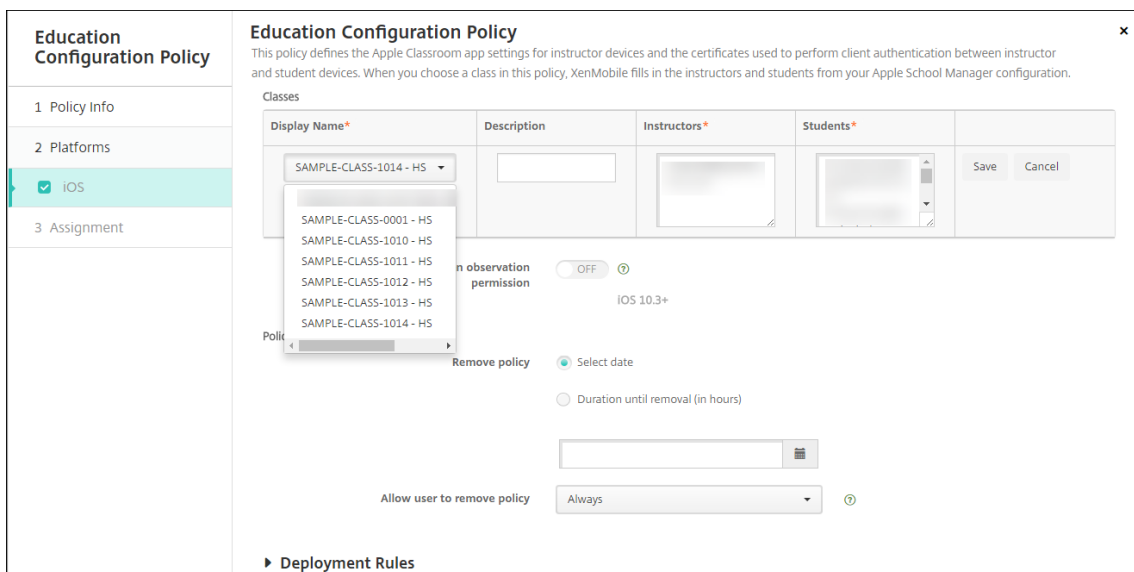 Education
Configuration Policy
1 Policy Info
2 Platforms
iOS
3 Assignment
Education Configuration Policy
×
This policy defines the Apple Classroom app settings for instructor devices and the certificates used to perform client authentication between instructor
and student devices. When you choose a class in this policy, XenMobile fills in the instructors and students from your Apple School Manager configuration.
Classes
Display Name* Description Instructors* Students*
SAMPLE-CLASS-1014 - HS Save Cancel
SAMPLE-CLASS-0001 - HS
SAMPLE-CLASS-1010 - HS
SAMPLE-CLASS-1011 - HS
SAMPLE-CLASS-1012 - HS
SAMPLE-CLASS-1013 - HS
SAMPLE-CLASS-1014 - HS
observation
permission
OFF ?
iOS 10.3+
Remove policy Select date
Duration until removal (in hours)
Allow user to remove policy Always ?
Deployment Rules